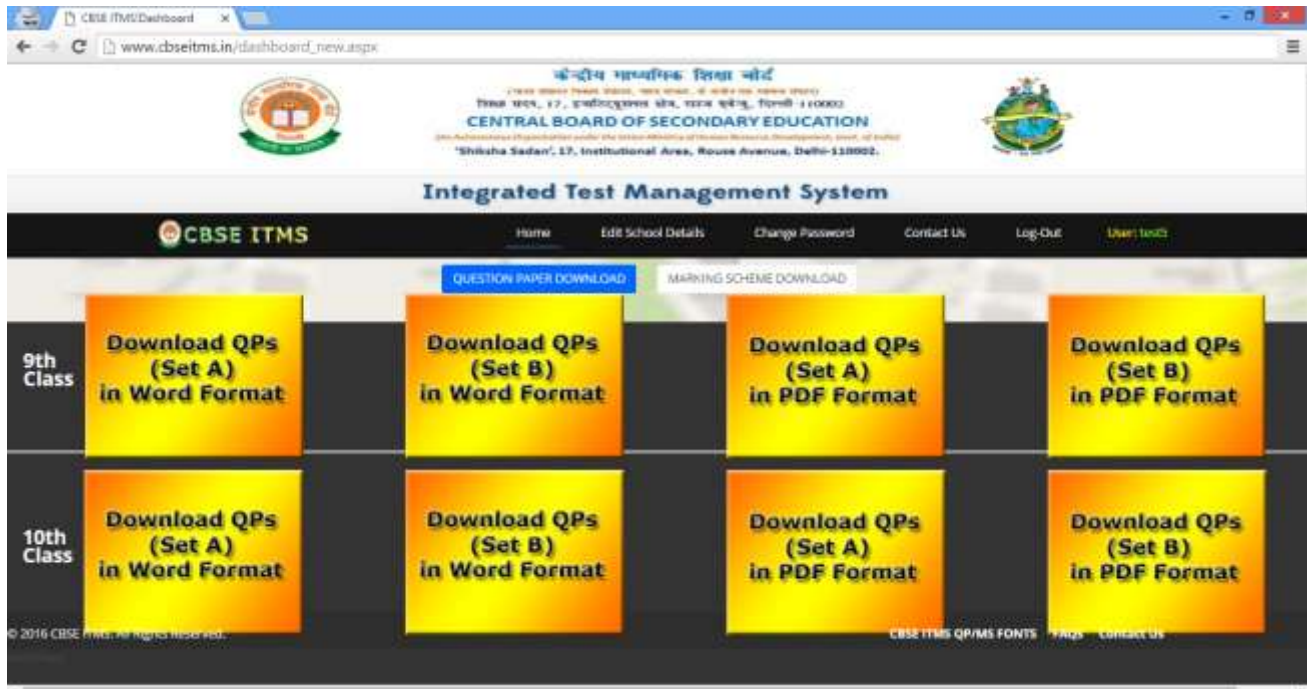 CBSE ITMS:Dashboard
www.cbseitms.in/dashboard_new.aspx
केन्द्रीय माध्यमिक शिक्षा बोर्ड
CENTRAL BOARD OF SECONDARY EDUCATION
"Shiksha Sadan", 17, Institutional Area, Rouse Avenue, Delhi-110002.
Integrated Test Management System
CBSE ITMS
Home Edit School Details Change Password Contact Us Log-Out User: test5
QUESTION PAPER DOWNLOAD MARKING SCHEME DOWNLOAD
9th
Class
Download QPs
(Set A)
in Word Format
Download QPs
(Set B)
in Word Format
Download QPs
(Set A)
in PDF Format
Download QPs
(Set B)
in PDF Format
10th
Class
Download QPs
(Set A)
in Word Format
Download QPs
(Set B)
in Word Format
Download QPs
(Set A)
in PDF Format
Download QPs
(Set B)
in PDF Format
© 2016 CBSE ITMS. All Rights Reserved.
CBSE ITMS QP/MS FONTS FAQs Contact Us